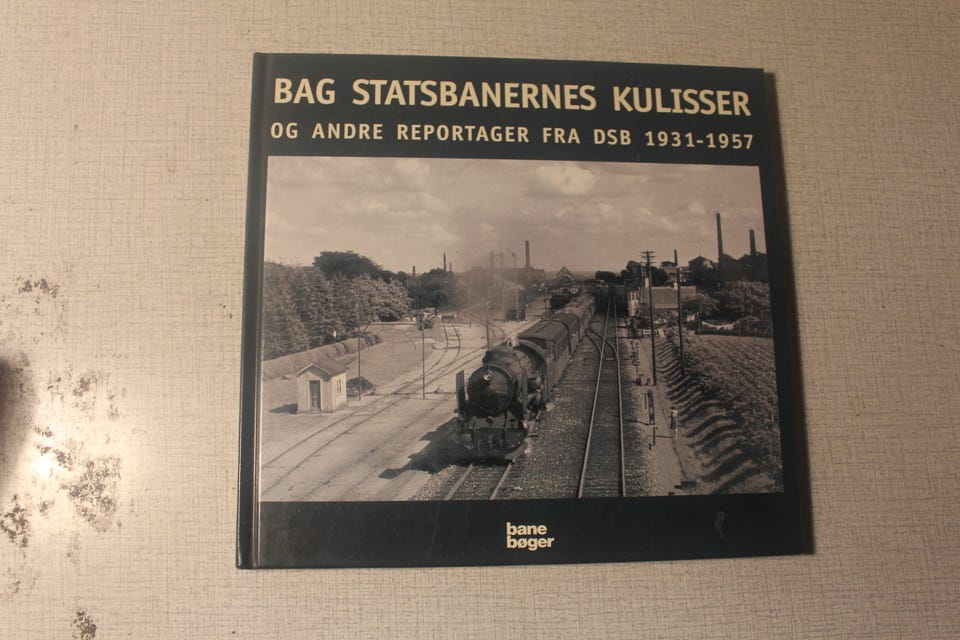 BAG STATSBANERNES KULISSER
OG ANDRE REPORTAGER FRA DSB 1931-1957
bane
bøger